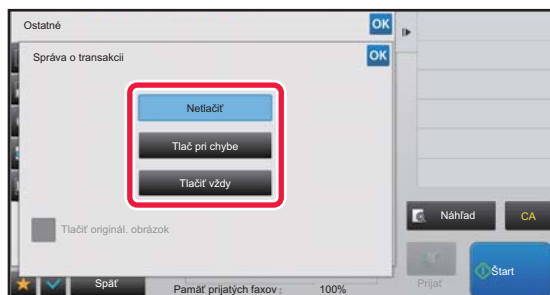 Ostatné
OK
Správa o transakcii
OK
Netlačiť
Tlač pri chybe
Tlačiť vždy
Tlačiť originál. obrázok
Náhľad
CA
Späť
Pamäť prijatých faxov :
100%
Prijať
Štart